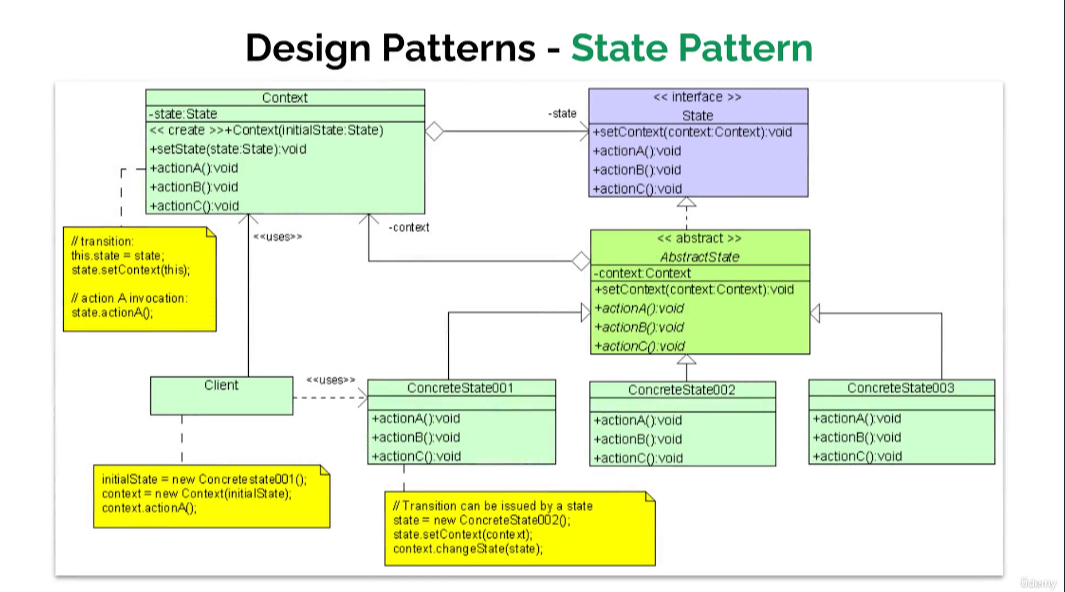 Design Patterns - State Pattern
Context
-state:State
<< create >>+Context(initialState:State)
+setState(state:State):void
+actionA():void
+actionB():void
+actionC():void
-state
<< interface >>
State
+setContext(context:Context):void
+actionA():void
+actionB():void
+actionC():void
<<uses>>
-context
// transition:
this.state = state;
state.setContext(this);
// action A invocation:
state.actionA();
<< abstract >>
AbstractState
-context:Context
+setContext(context:Context):void
+actionA():void
+actionB():void
+actionC():void
Client
<<uses>>
ConcreteState001
+actionA():void
+actionB():void
+actionC():void
ConcreteState002
+actionA():void
+actionB():void
+actionC():void
ConcreteState003
+actionA():void
+actionB():void
+actionC():void
initialState = new Concretestate001();
context = new Context(initialState);
context.actionA();
// Transition can be issued by a state
state = new ConcreteState002();
state.setContext(context);
context.changeState(state);
ûdemy